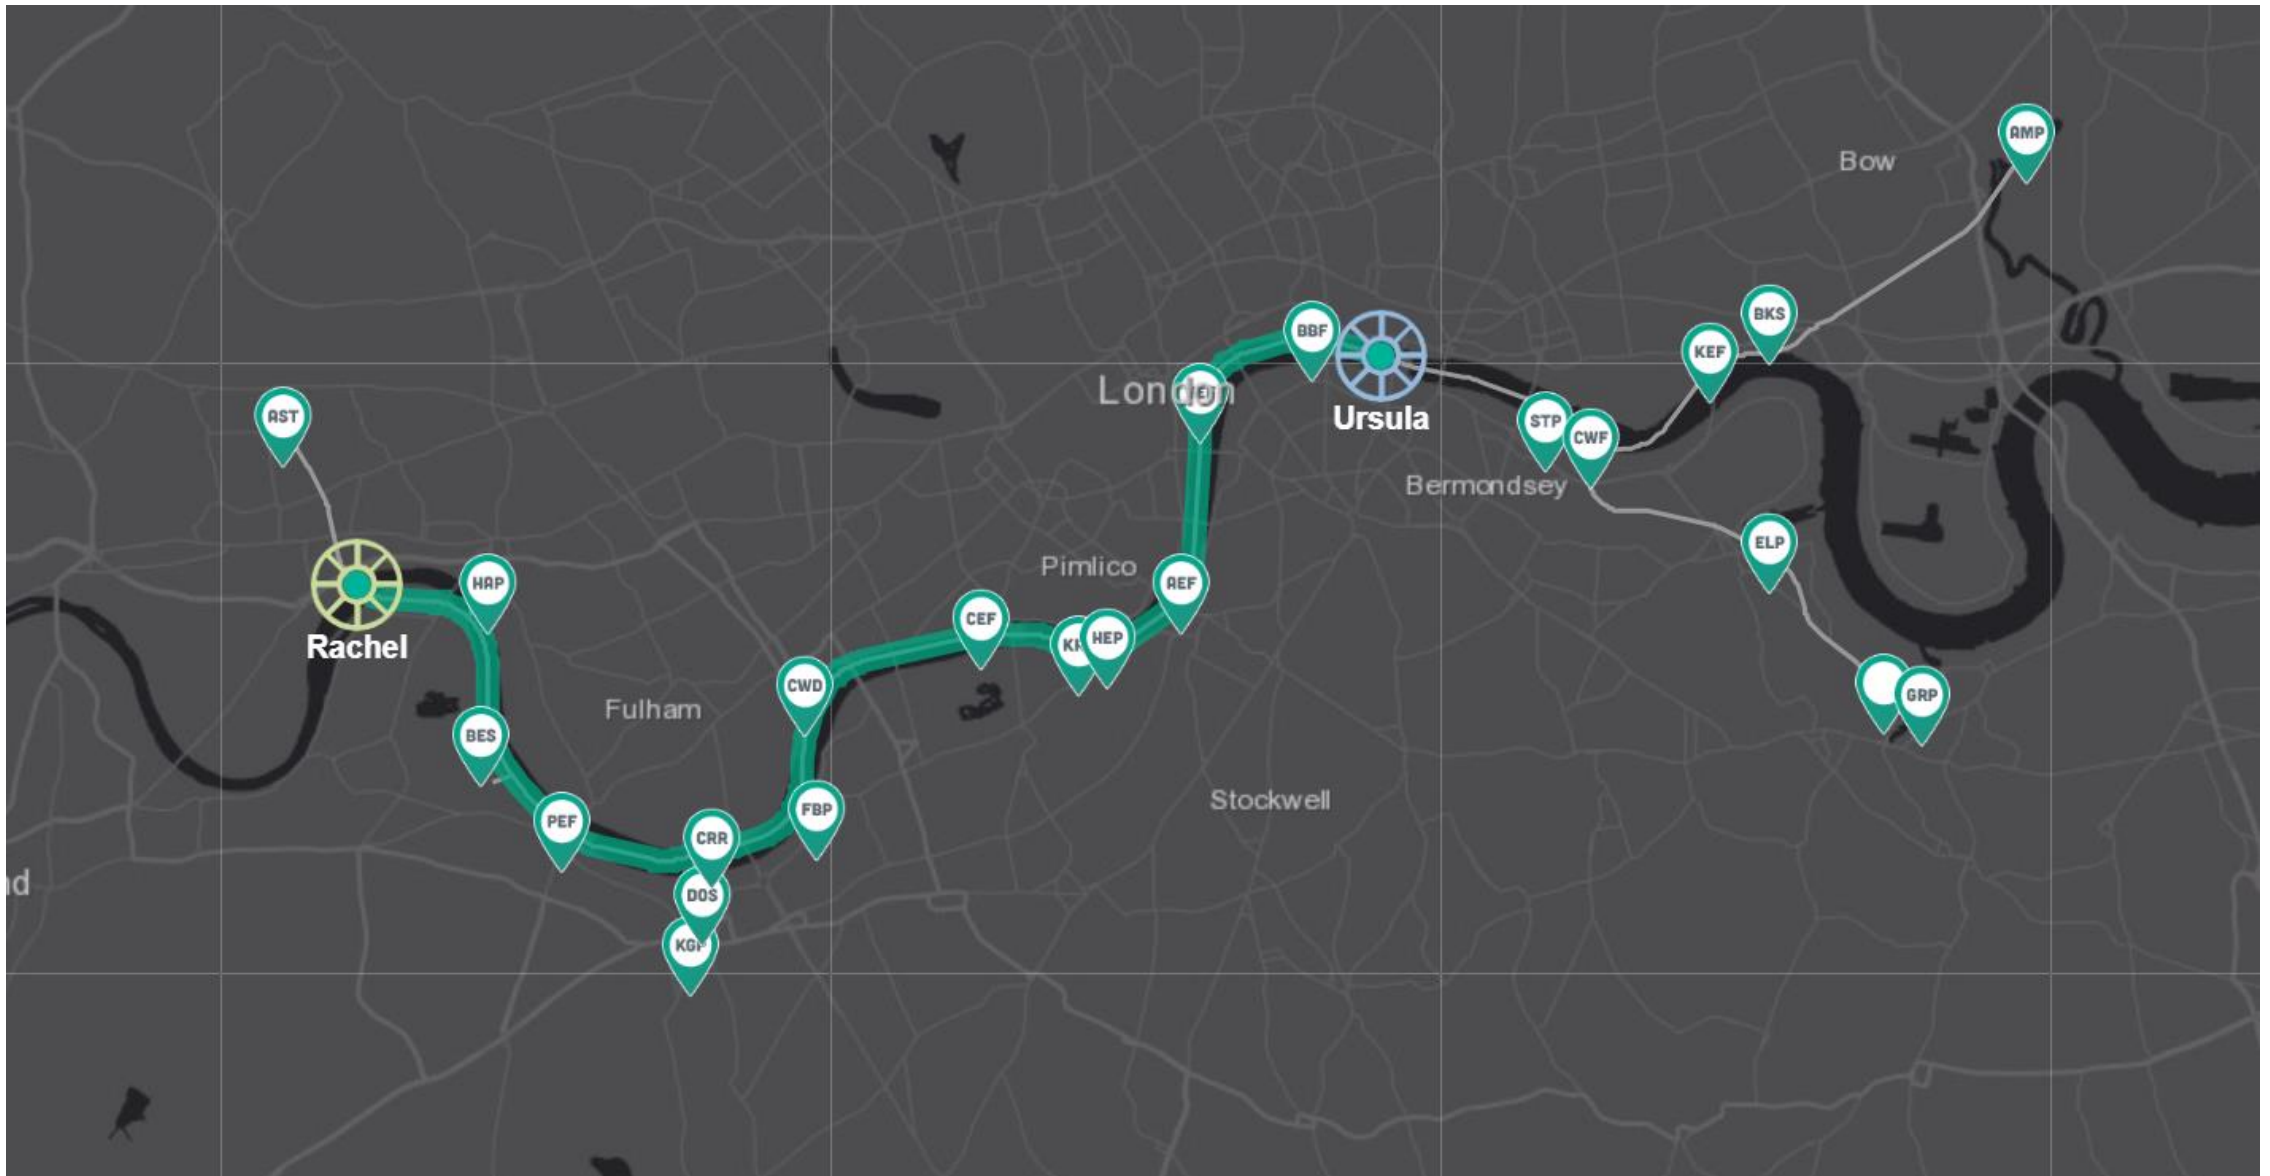 AMP
Bow
BKS
BBF
KEF
London
AST
Ursula
STP
CWF
Bermondsey
ELP
Pimlico
HAP
AEF
Rachel
CEF
HEP
CWD
GRP
Fulham
BES
Stockwell
FBP
PEF
CRR
DOS